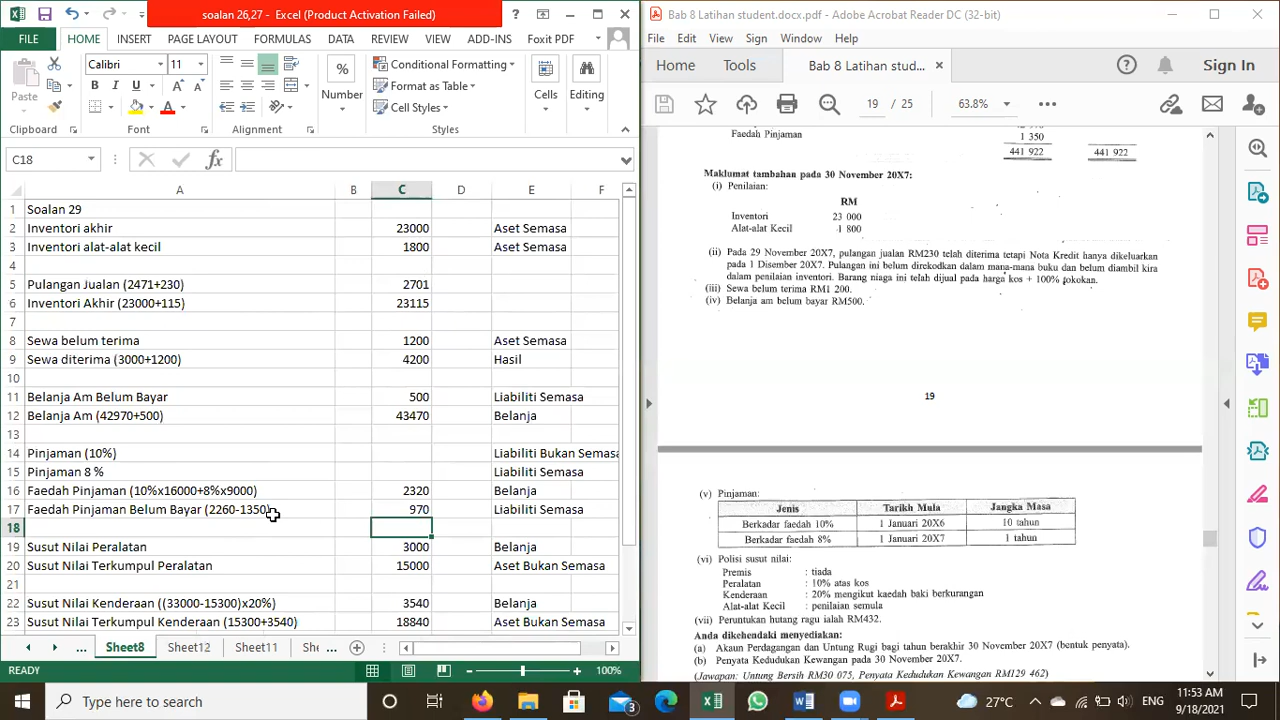 soalan 26,27 - Excel (Product Activation Failed)
?
FILE
HOME
INSERT
PAGE LAYOUT
FORMULAS
DATA
REVIEW
VIEW
ADD-INS
Foxit PDF
Paste
Calibri
11
B I U
A A
A
%
Number
Conditional Formatting
Format as Table
Cell Styles
Cells
Editing
Clipboard
Font
Alignment
Styles
C18
fx
A B C D E F
1 Soalan 29
2 Inventori akhir 23000 Aset Semasa
3 Inventori alat-alat kecil 1800 Aset Semasa
4
5 Pulangan Jualan (2471+230) 2701
6 Inventori Akhir (23000+115) 23115
7
8 Sewa belum terima 1200 Aset Semasa
9 Sewa diterima (3000+1200) 4200 Hasil
10
11 Belanja Am Belum Bayar 500 Liabiliti Semasa
12 Belanja Am (42970+500) 43470 Belanja
13
14 Pinjaman (10%) Liabiliti Bukan Semasa
15 Pinjaman 8 % Liabiliti Semasa
16 Faedah Pinjaman (10%x16000+8%x9000) 2320 Belanja
17 Faedah Pinjaman Belum Bayar (2260-1350) 970 Liabiliti Semasa
18
19 Susut Nilai Peralatan 3000 Belanja
20 Susut Nilai Terkumpul Peralatan 15000 Aset Bukan Semasa
21
22 Susut Nilai Kenderaan ((33000-15300)x20%) 3540 Belanja
23 Susut Nilai Terkumpul Kenderaan (15300+3540) 18840 Aset Bukan Semasa
...
Sheet8
Sheet12
Sheet11
She ...
READY
100%
Bab 8 Latihan student.docx.pdf - Adobe Acrobat Reader DC (32-bit)
File Edit View Sign Window Help
Home
Tools
Bab 8 Latihan stud...
Sign In
19 / 25
63.8%
Faedah Pinjaman 1 350
441 922 441 922
Maklumat tambahan pada 30 November 20X7:
(i) Penilaian:
RM
Inventori 23 000
Alat-alat Kecil 1 800
(ii) Pada 29 November 20X7, pulangan jualan RM230 telah diterima tetapi Nota Kredit hanya dikeluarkan
pada 1 Disember 20X7. Pulangan ini belum direkodkan dalam mana-mana buku dan belum diambil kira
dalam penilaian inventori. Barang niaga ini telah dijual pada harga kos + 100% tokokan.
(iii) Sewa belum terima RM1 200.
(iv) Belanja am belum bayar RM500.
19
(v) Pinjaman:
Jenis Tarikh Mula Jangka Masa
Berkadar faedah 10% 1 Januari 20X6 10 tahun
Berkadar faedah 8% 1 Januari 20X7 1 tahun
(vi) Polisi susut nilai:
Premis : tiada
Peralatan : 10% atas kos
Kenderaan : 20% mengikut kaedah baki berkurangan
Alat-alat Kecil : penilaian semula
(vii) Peruntukan hutang ragu ialah RM432.
Anda dikehendaki menyediakan:
(a) Akaun Perdagangan dan Untung Rugi bagi tahun berakhir 30 November 20X7 (bentuk penyata).
(b) Penyata Kedudukan Kewangan pada 30 November 20X7.
(Jawapan: Untung Bersih RM30 075, Penyata Kedudukan Kewangan RM129 462)
Type here to search
3
27°C
ENG
11:53 AM
9/18/2021